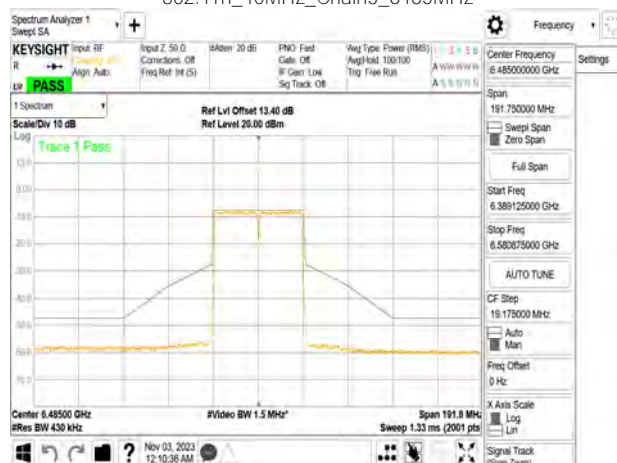 Spectrum Analyzer 1
Swept SA
Frequency
KEYSIGHT
Input: RF
Input Z: 50 Ω
#Atten: 20 dB
PNO: Fast
Avg Type: Power (RMS)
R
Align: Auto
Corrections: Off
Freq Ref: Int (S)
Gate: Off
IF Gain: Low
Sig Track: Off
Avg|Hold: 100/100
Trig: Free Run
PASS
Center Frequency
6.485000000 GHz
Settings
Span
191.750000 MHz
Swept Span
Zero Span
Full Span
Start Freq
6.389125000 GHz
Stop Freq
6.580875000 GHz
AUTO TUNE
CF Step
19.175000 MHz
Auto
Man
Freq Offset
0 Hz
X Axis Scale
Log
Lin
Signal Track
(Span Zoom)
1 Spectrum
Scale/Div 10 dB
Ref Lvl Offset 13.40 dB
Ref Level 20.00 dBm
Log
Trace 1 Pass
Center 6.48500 GHz
#Video BW 1.5 MHz*
Span 191.8 MHz
#Res BW 430 kHz
Sweep 1.33 ms (2001 pts
Nov 03, 2023
12:10:36 AM